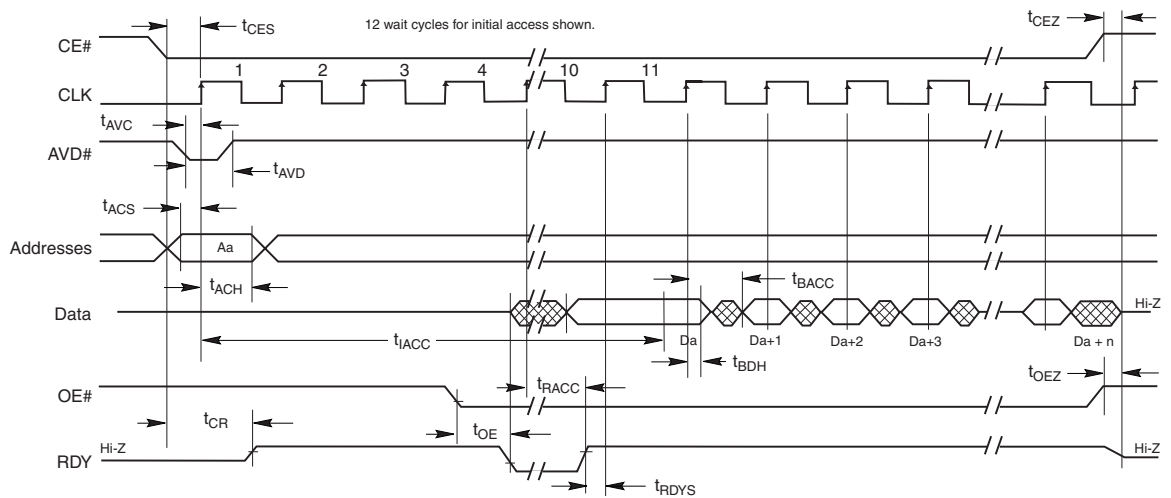 tCES
12 wait cycles for initial access shown.
tCEZ
CE#
1 2 3 4 10 11
CLK
tAVC
AVD#
tAVD
tACS
Addresses
Aa
tACH
tBACC
Data
Hi-Z
tIACC
Da Da+1 Da+2 Da+3 Da + n
tBDH
tOEZ
OE#
tRACC
tCR
tOE
Hi-Z
Hi-Z
RDY
tRDYS